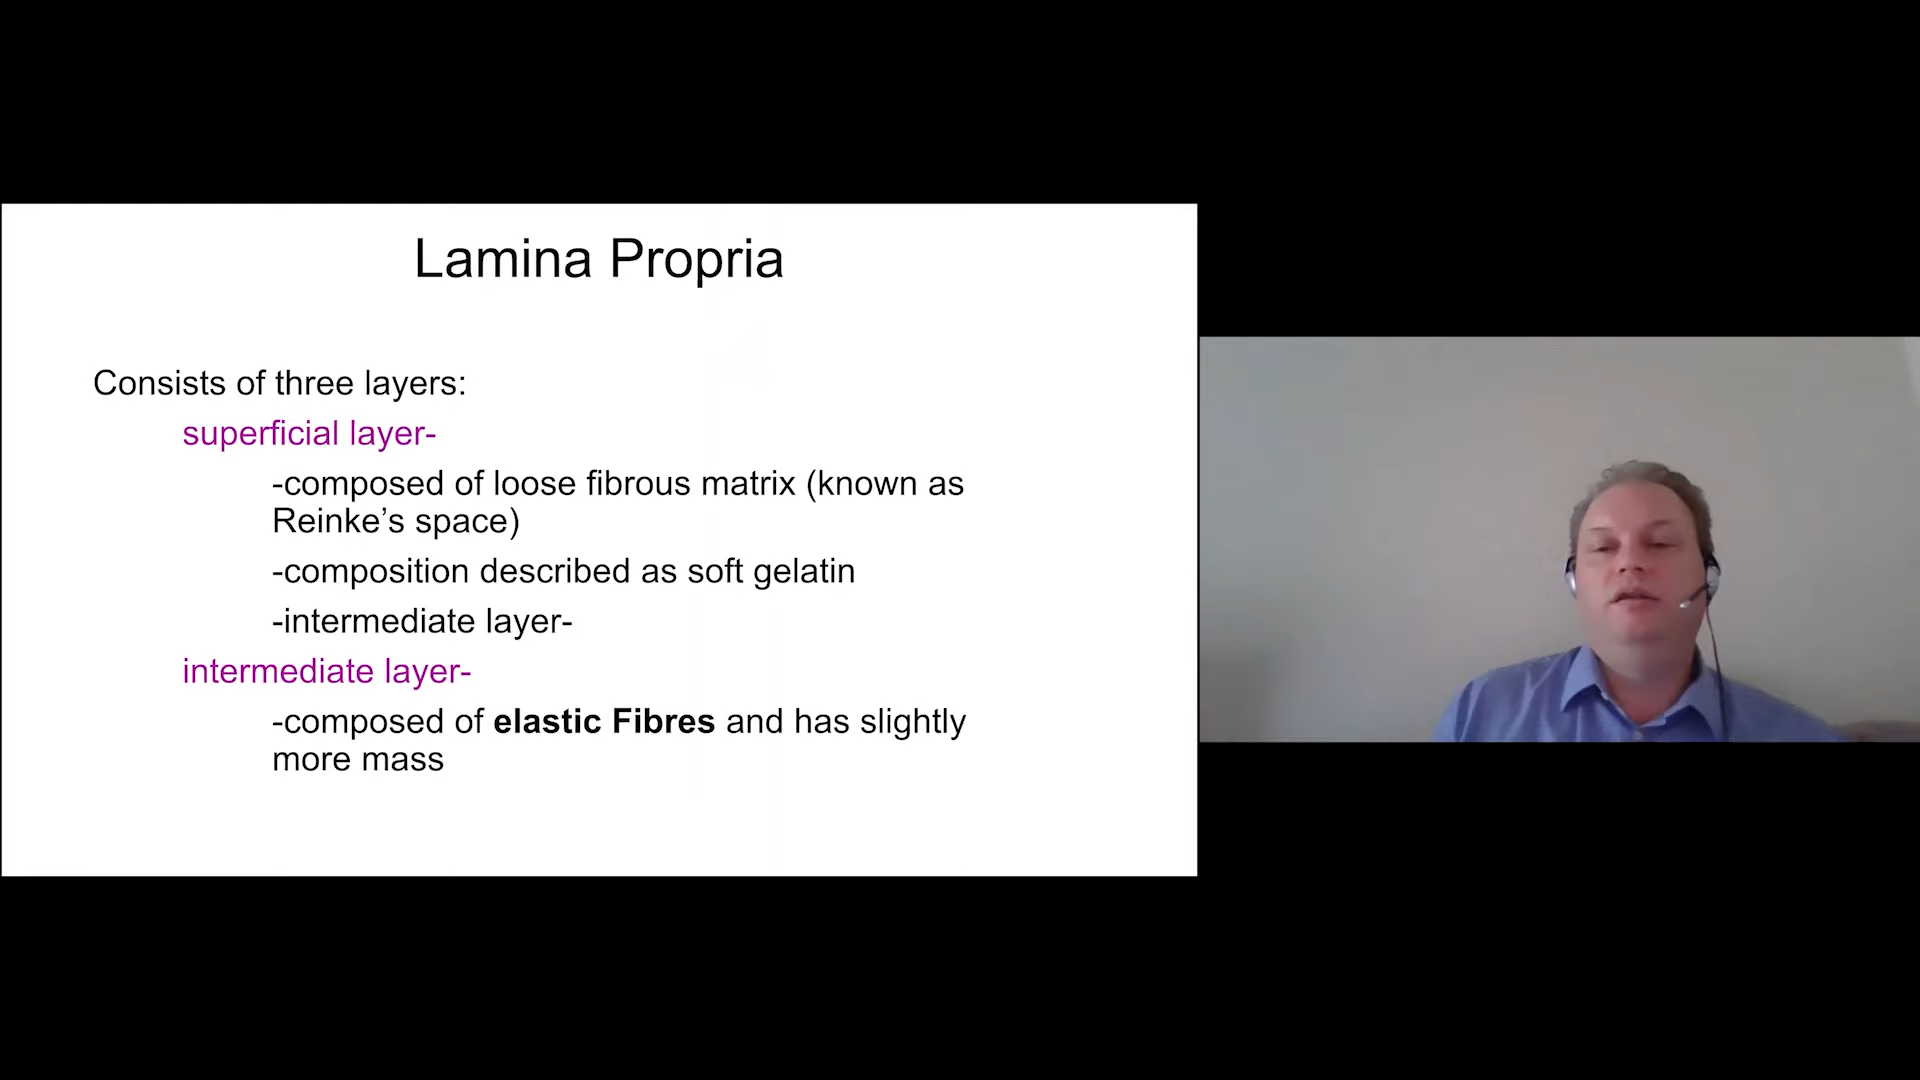 Lamina Propria
Consists of three layers:
superficial layer-
-composed of loose fibrous matrix (known as
Reinke’s space)
-composition described as soft gelatin
-intermediate layer-
intermediate layer-
-composed of elastic Fibres and has slightly
more mass